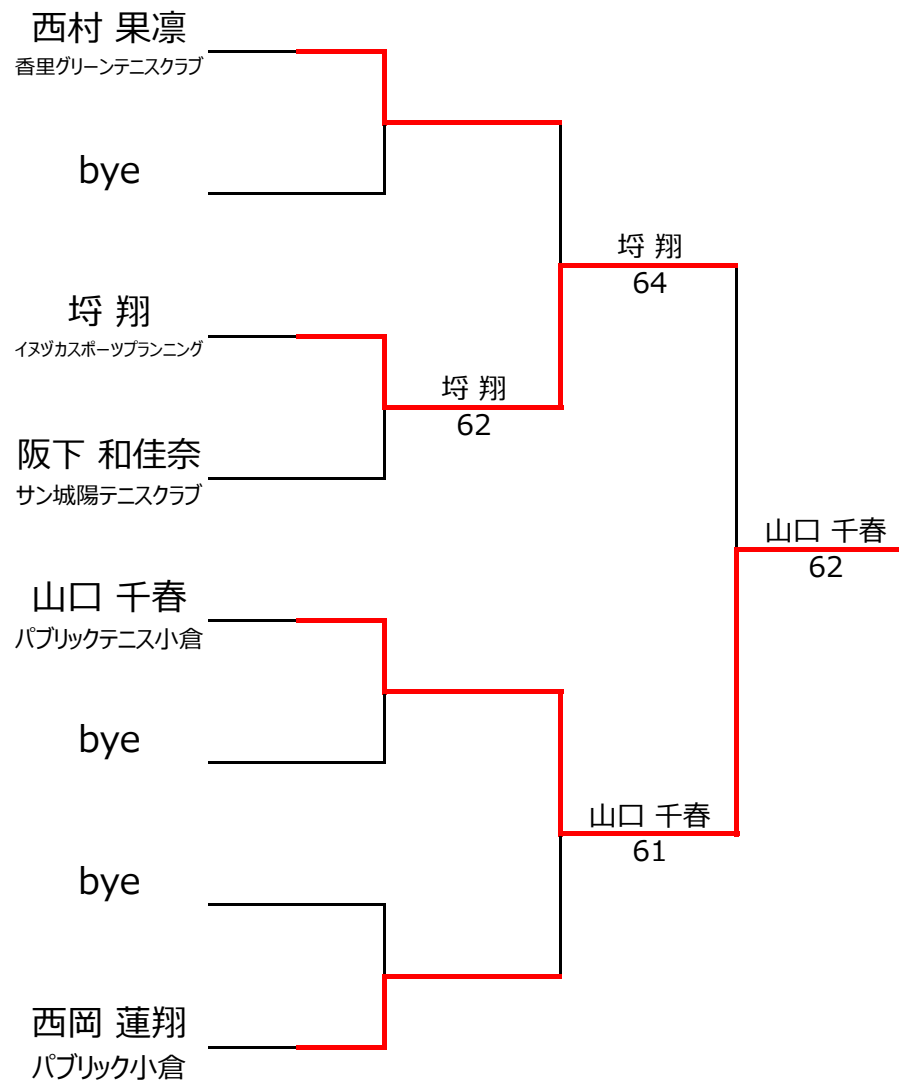 西村 果凛
香里グリーンテニスクラブ
bye
埒 翔
イヌヅカスポーツプランニング
阪下 和佳奈
サン城陽テニスクラブ
山口 千春
パブリックテニス小倉
bye
bye
西岡 蓮翔
パブリック小倉
埒 翔
62
埒 翔
64
山口 千春
61
山口 千春
62